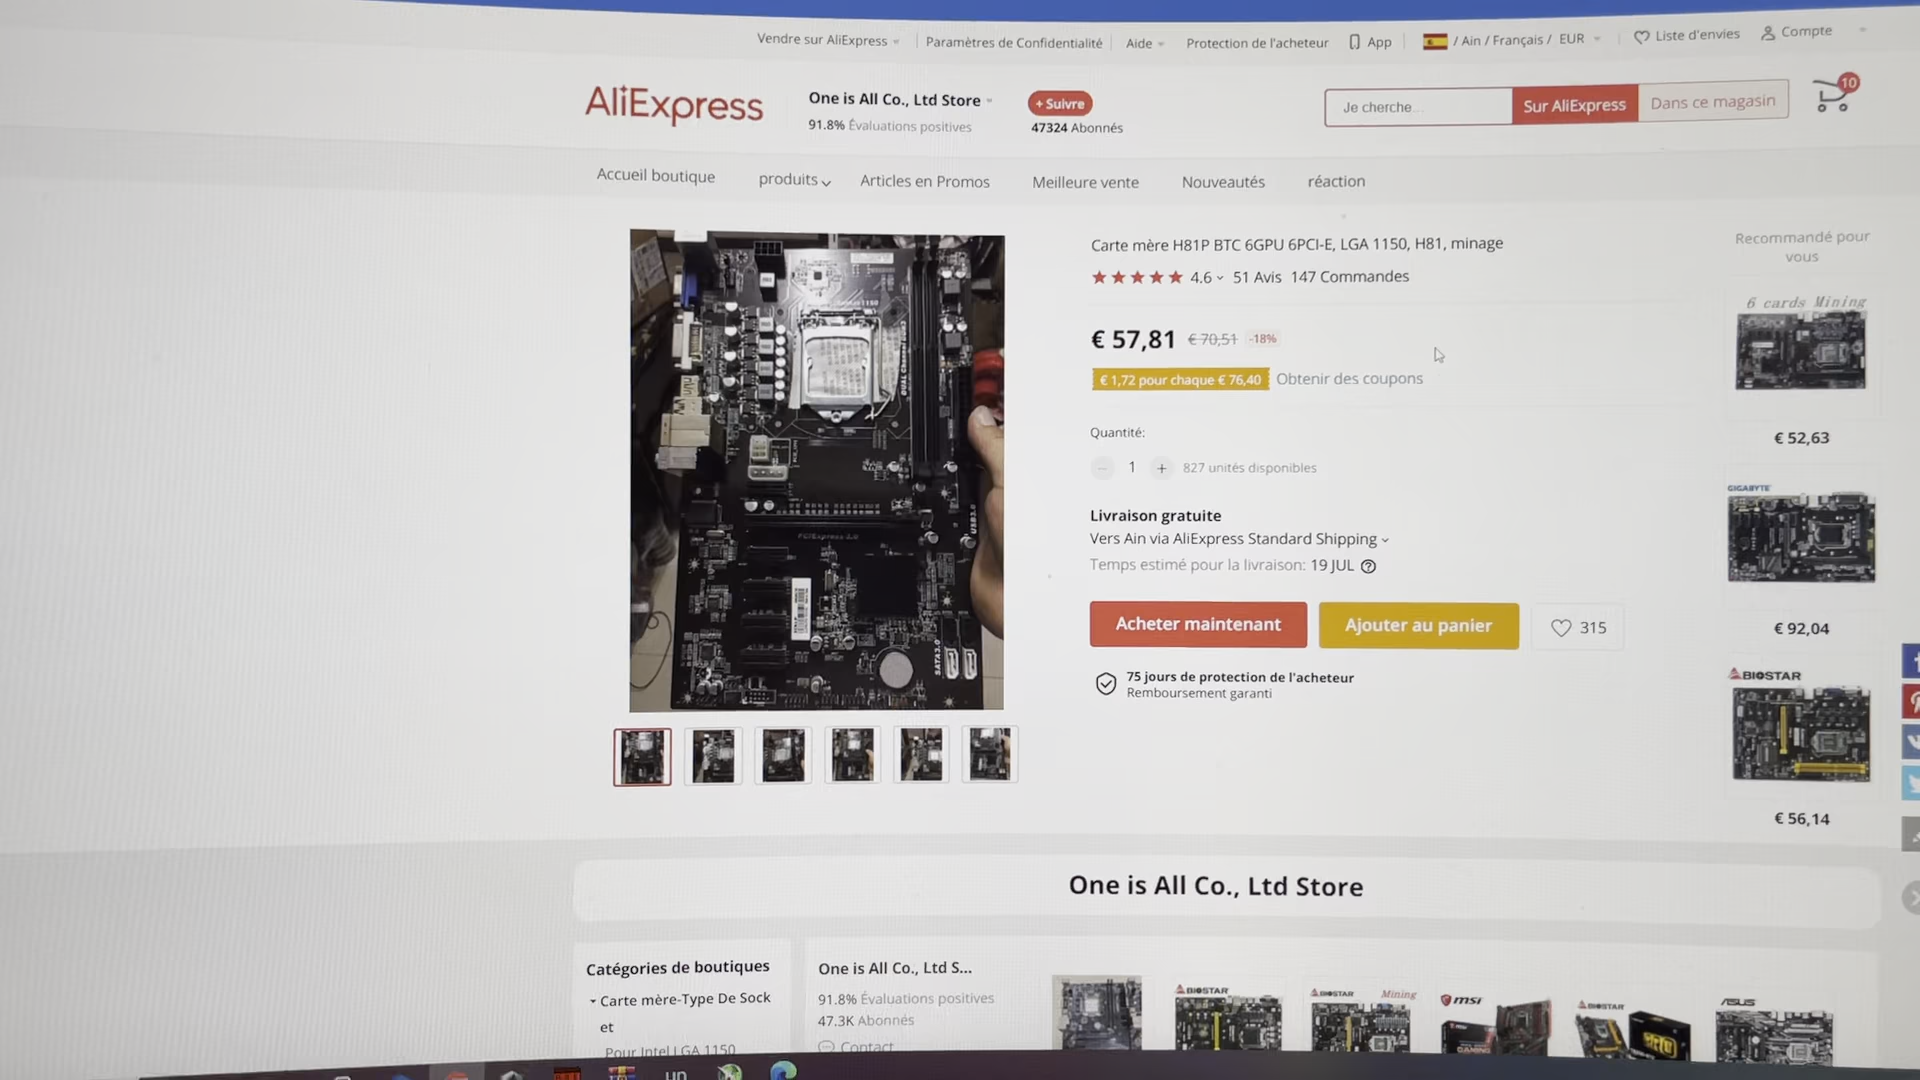 Vendre sur AliExpress
Paramètres de Confidentialité
Aide
Protection de l'acheteur
App
/ Ain / Français / EUR
Liste d'envies
Compte
AliExpress
One is All Co., Ltd Store
91.8% Évaluations positives
+ Suivre
47324 Abonnés
Je cherche...
Sur AliExpress
Dans ce magasin
10
Accueil boutique
produits
Articles en Promos
Meilleure vente
Nouveautés
réaction
Carte mère H81P BTC 6GPU 6PCI-E, LGA 1150, H81, minage
4.6
51 Avis
147 Commandes
€ 57,81
€ 70,51
-18%
€ 1,72 pour chaque € 76,40
Obtenir des coupons
Quantité:
1
827 unités disponibles
Livraison gratuite
Vers Ain via AliExpress Standard Shipping
Temps estimé pour la livraison: 19 JUL
Acheter maintenant
Ajouter au panier
315
75 jours de protection de l'acheteur
Remboursement garanti
PCIExpress 2.0
USB3.0
SATA3.0
Recommandé pour
vous
6 cards Mining
€ 52,63
GIGABYTE
€ 92,04
BIOSTAR
€ 56,14
One is All Co., Ltd Store
Catégories de boutiques
Carte mère-Type De Sock
et
Pour Intel LGA 1150
One is All Co., Ltd S...
91.8% Évaluations positives
47.3K Abonnés
Contact
BIOSTAR
BIOSTAR
Mining
msi
GAMING
BIOSTAR
ASUS